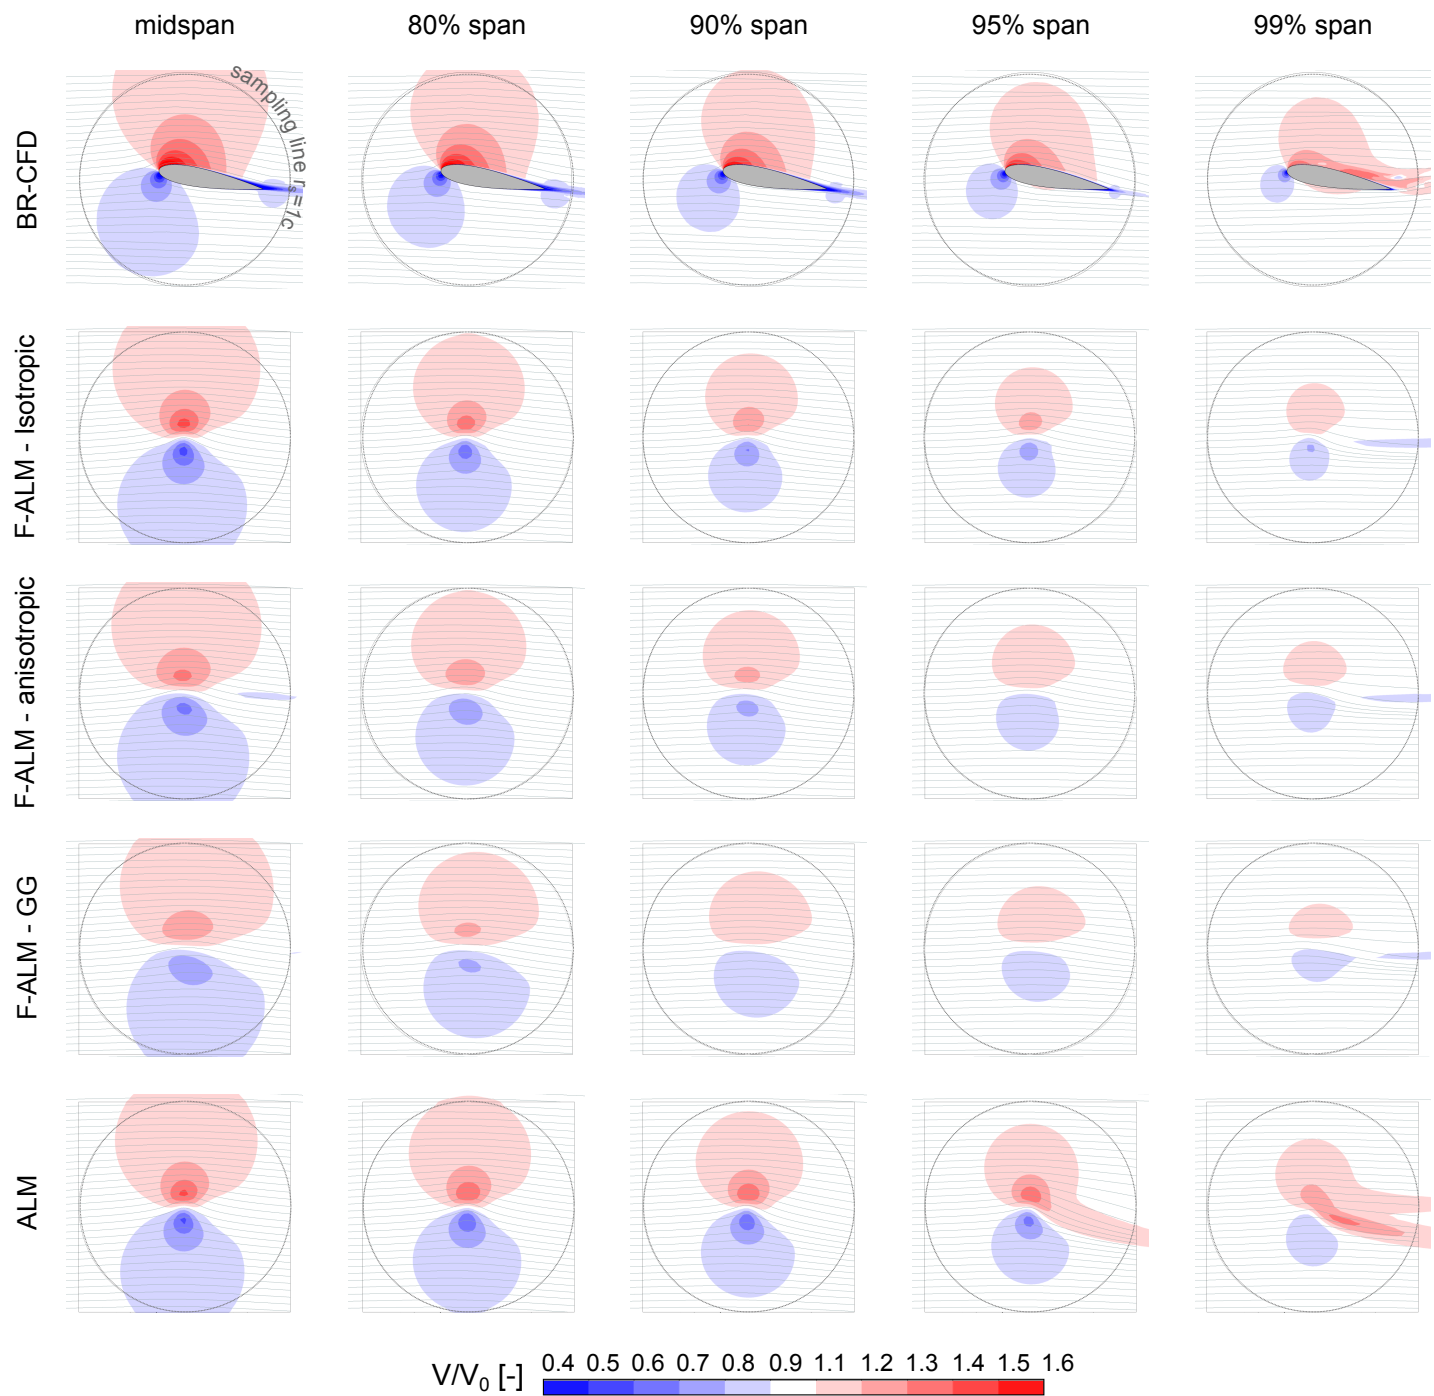 midspan 80% span 90% span 95% span 99% span
BR-CFD
sampling line rₛ=1c
F-ALM - Isotropic
F-ALM - anisotropic
F-ALM - GG
ALM
V/V₀ [-] 0.4 0.5 0.6 0.7 0.8 0.9 1.1 1.2 1.3 1.4 1.5 1.6